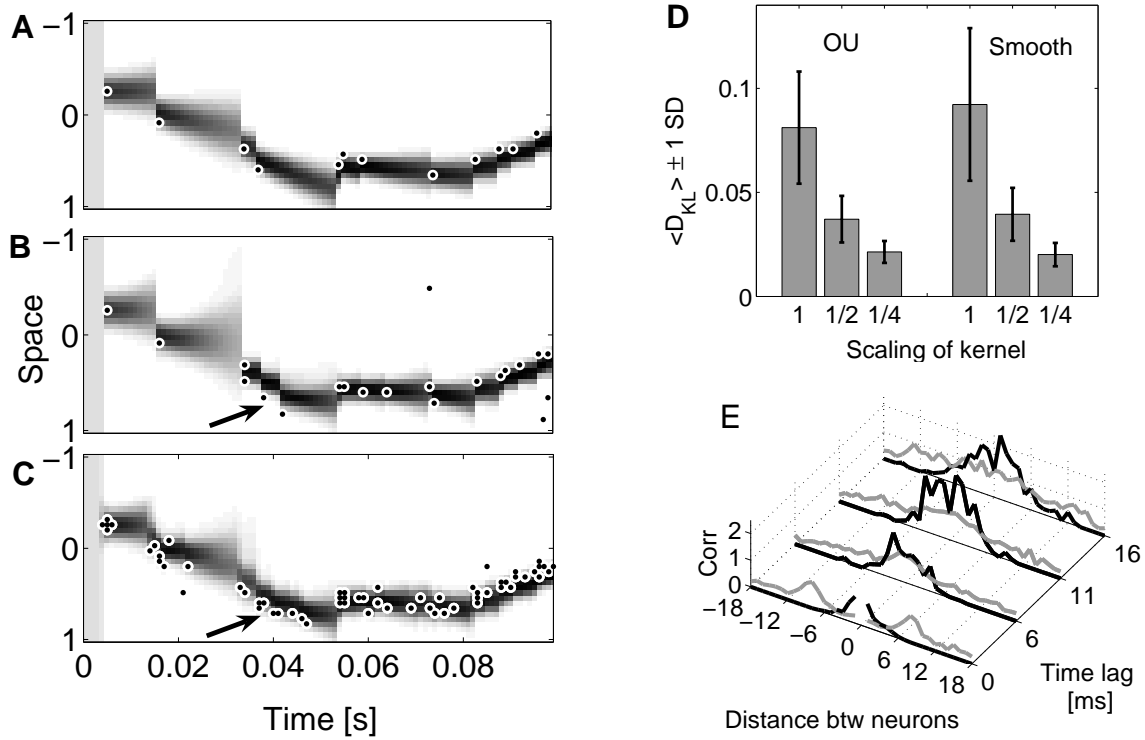 A
−1
0
1
B
−1
0
1
C
−1
0
1
Space
0 0.02 0.04 0.06 0.08
Time [s]
D
OU
Smooth
0.1
0.05
0
<D_KL> ± 1 SD
1 1/2 1/4 1 1/2 1/4
Scaling of kernel
E
Corr
2
1
0
−18 −12 −6 0 6 12 18
0 6 11 16
Time lag
[ms]
Distance btw neurons